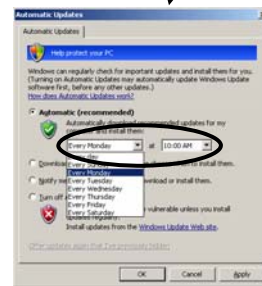 Automatic Updates
Automatic Updates
Help protect your PC
Windows can regularly check for important updates and install them for you.
(Turning on Automatic Updates may automatically update Windows Update
software first, before any other updates.)
How does Automatic Updates work?
Automatic (recommended)
Automatically download recommended updates for my
computer and install them:
Every Monday at 10:00 AM
Every Sunday
Every Monday
Every Tuesday
Every Wednesday
Every Thursday
Every Friday
Every Saturday
Download
or install them.
Notify me
download or install them.
Turn off
vulnerable unless you install
updates regularly.
Install updates from the Windows Update Web site.
Offer updates again that I've previously hidden
OK Cancel Apply